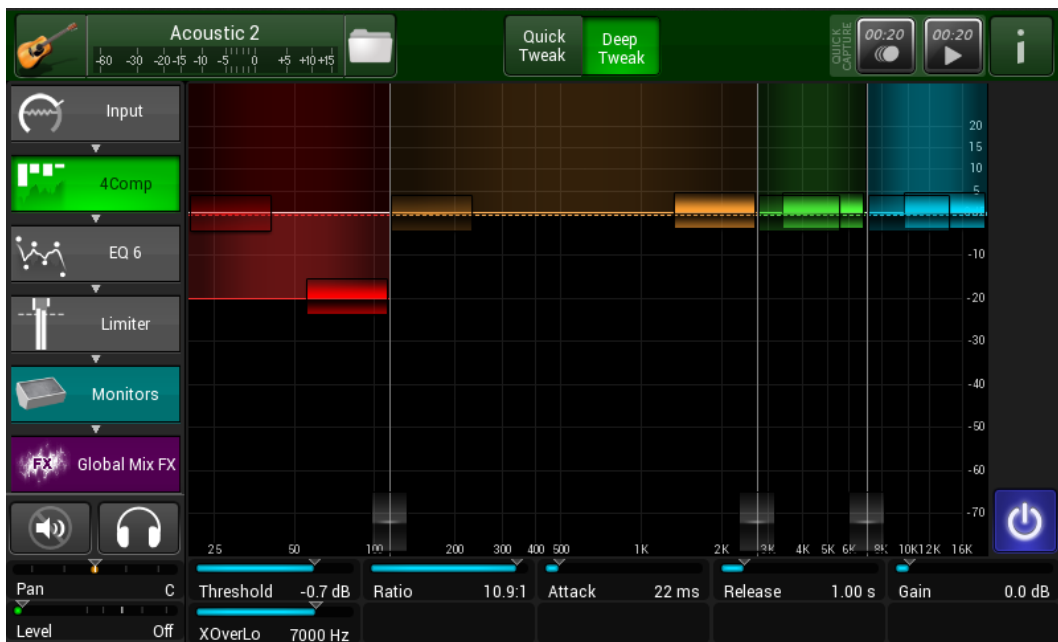 Acoustic 2
-60 -30 -20 -15 -10 -5 0 +5 +10 +15
Quick
Tweak
Deep
Tweak
QUICK
CAPTURE
00:20
00:20
i
Input
4Comp
EQ 6
Limiter
Monitors
FX Global Mix FX
20
15
10
5
-10
-20
-30
-40
-50
-60
-70
25 50 100 200 300 400 500 1K 2K 3K 4K 5K 6K 8K 10K 12K 16K
Pan C
Threshold -0.7 dB
Ratio 10.9:1
Attack 22 ms
Release 1.00 s
Gain 0.0 dB
Level Off
XOverLo 7000 Hz